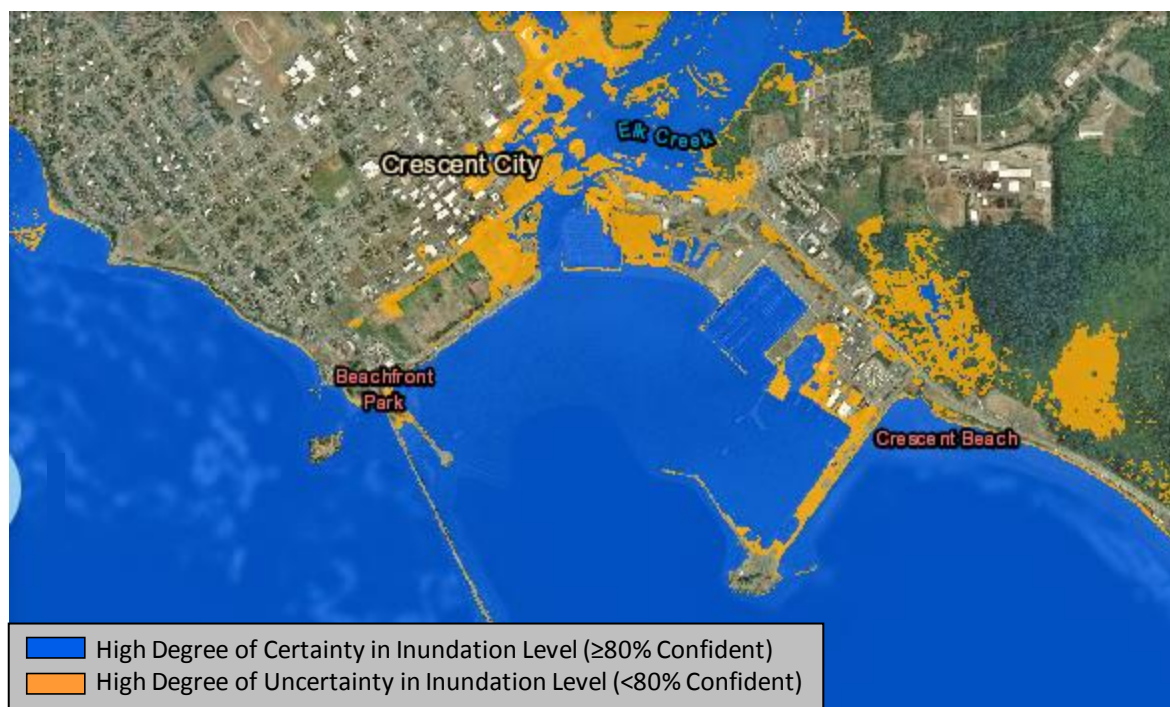 Elk Creek
Crescent City
Beachfront
Park
Crescent Beach
High Degree of Certainty in Inundation Level (≥80% Confident)
High Degree of Uncertainty in Inundation Level (<80% Confident)